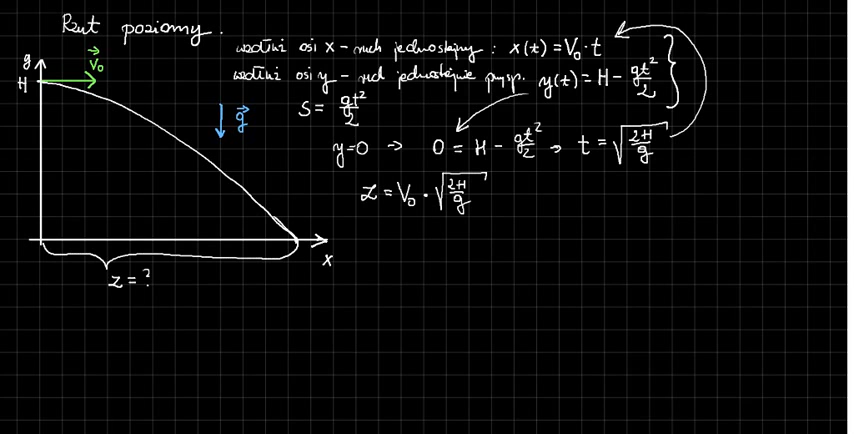 Rzut poziomy.
wzdłuż osi x - ruch jednostajny : x(t) = V₀ · t
wzdłuż osi y - ruch jednostajnie przysp. y(t) = H - gt²/2
S = gt²/2
y=0 → 0 = H - gt²/2 → t = √(2H/g)
Z = V₀ · √(2H/g)
y
H
V₀
g
x
z = ?